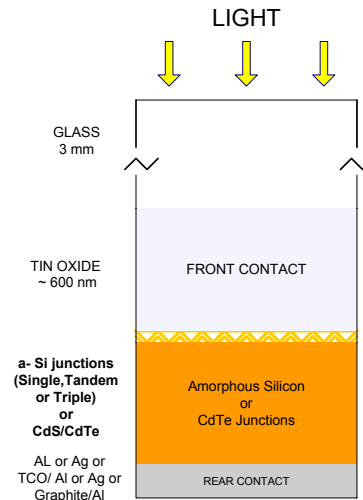 LIGHT
GLASS
3 mm
TIN OXIDE
~ 600 nm
FRONT CONTACT
a- Si junctions
(Single,Tandem
or Triple)
or
CdS/CdTe
Amorphous Silicon
or
CdTe Junctions
AL or Ag or
TCO/ Al or Ag or
Graphite/Al
REAR CONTACT